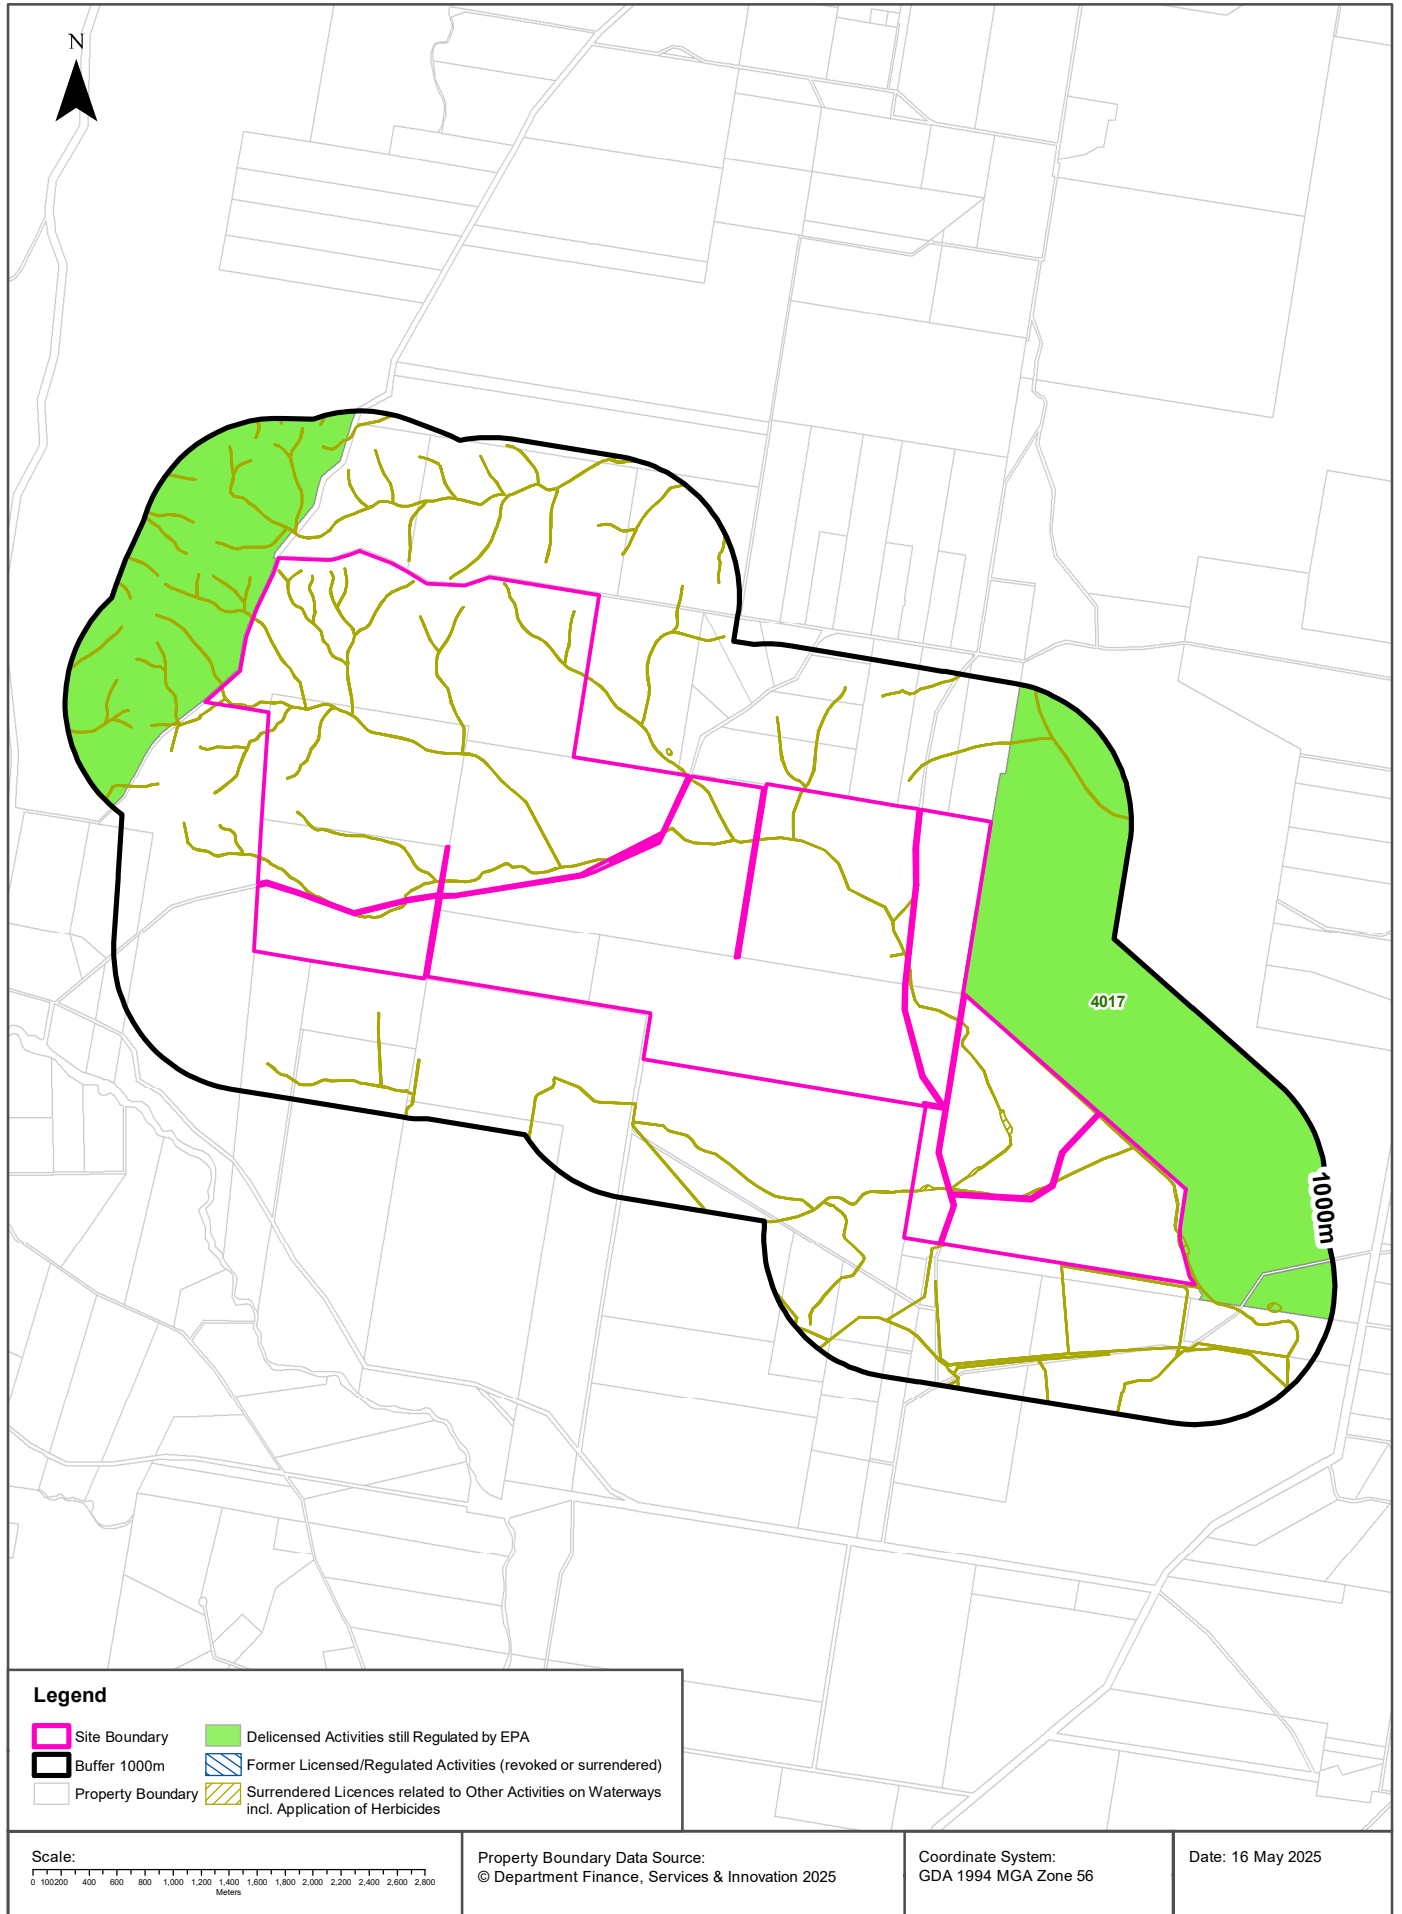 N
4017
1000m
Legend
Site Boundary
Buffer 1000m
Property Boundary
Delicensed Activities still Regulated by EPA
Former Licensed/Regulated Activities (revoked or surrendered)
Surrendered Licences related to Other Activities on Waterways
incl. Application of Herbicides
Scale:
0 100200 400 600 800 1,000 1,200 1,400 1,600 1,800 2,000 2,200 2,400 2,600 2,800
Meters
Property Boundary Data Source:
© Department Finance, Services & Innovation 2025
Coordinate System:
GDA 1994 MGA Zone 56
Date: 16 May 2025